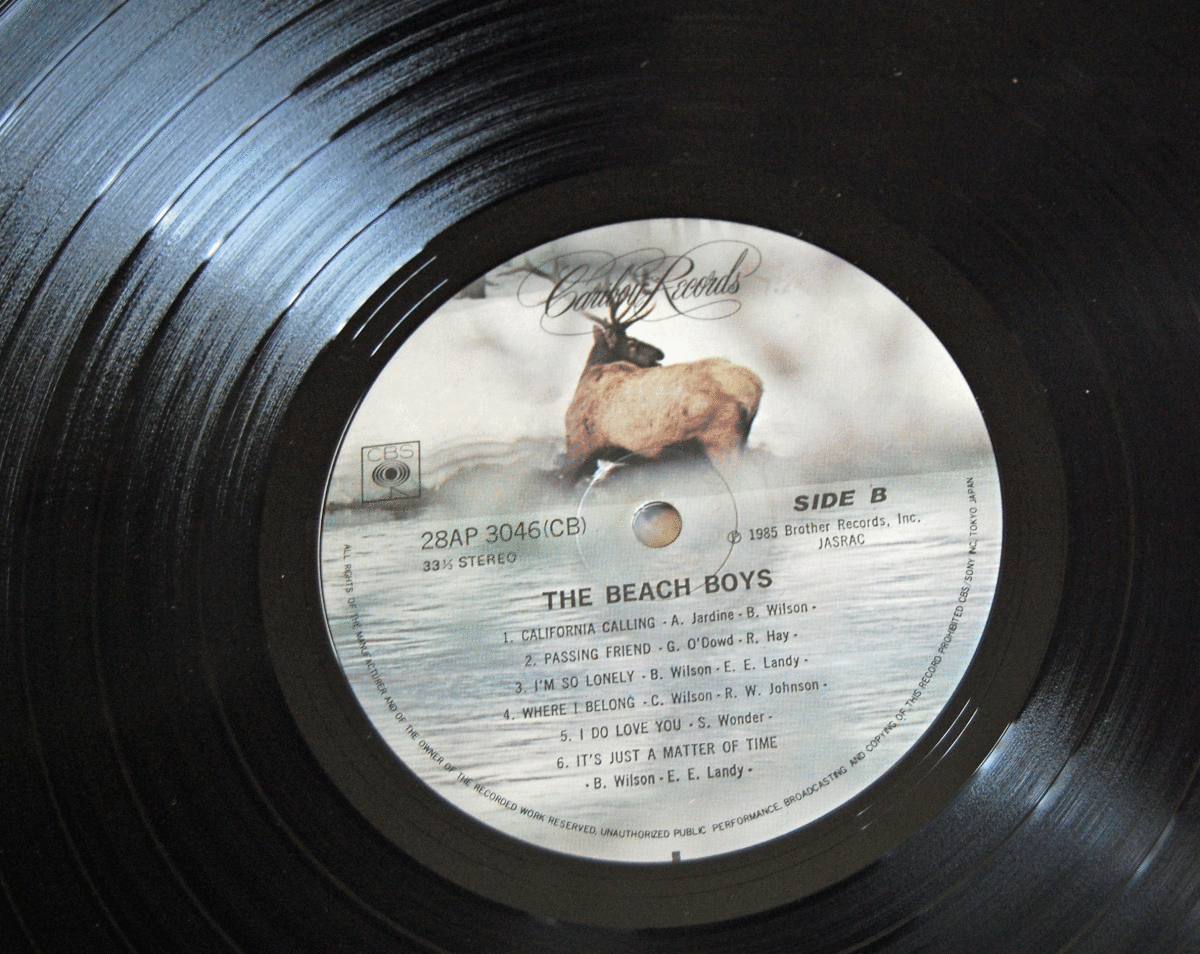 Caribou Records
CBS
SIDE B
28AP 3046(CB)
33⅓ STEREO
Ⓟ 1985 Brother Records, Inc.
JASRAC
THE BEACH BOYS
1. CALIFORNIA CALLING - A. Jardine - B. Wilson -
2. PASSING FRIEND - G. O'Dowd - R. Hay -
3. I'M SO LONELY - B. Wilson - E. E. Landy -
4. WHERE I BELONG - C. Wilson - R. W. Johnson -
5. I DO LOVE YOU - S. Wonder -
6. IT'S JUST A MATTER OF TIME
- B. Wilson - E. E. Landy -
ALL RIGHTS OF THE MANUFACTURER AND OF THE OWNER OF THE RECORDED WORK RESERVED, UNAUTHORIZED PUBLIC PERFORMANCE, BROADCASTING AND COPYING OF THIS RECORD PROHIBITED CBS/SONY INC, TOKYO JAPAN